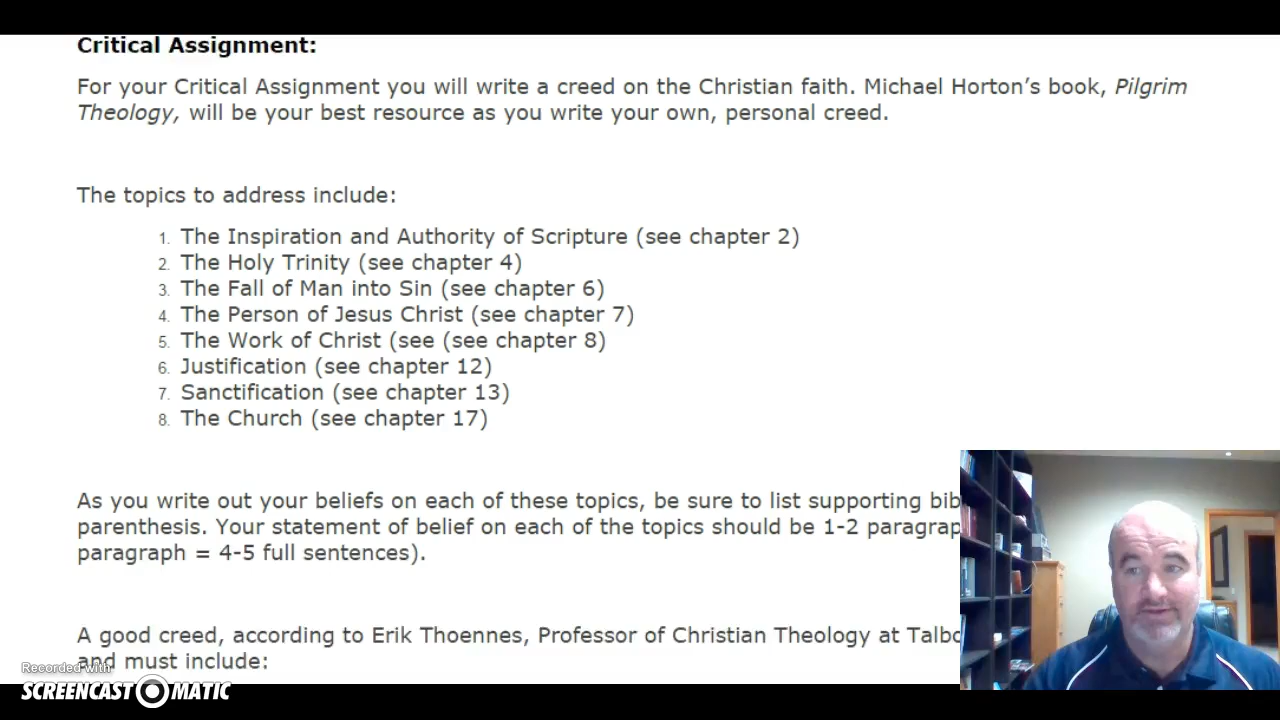 Critical Assignment:
For your Critical Assignment you will write a creed on the Christian faith. Michael Horton’s book, Pilgrim
Theology, will be your best resource as you write your own, personal creed.
The topics to address include:
1. The Inspiration and Authority of Scripture (see chapter 2)
2. The Holy Trinity (see chapter 4)
3. The Fall of Man into Sin (see chapter 6)
4. The Person of Jesus Christ (see chapter 7)
5. The Work of Christ (see (see chapter 8)
6. Justification (see chapter 12)
7. Sanctification (see chapter 13)
8. The Church (see chapter 17)
As you write out your beliefs on each of these topics, be sure to list supporting
parenthesis. Your statement of belief on each of the topics should be 1-2
paragraph = 4-5 full sentences).
A good creed, according to Erik Thoennes, Professor of Christian Theology at
and must include:
Recorded with
SCREENCAST O MATIC